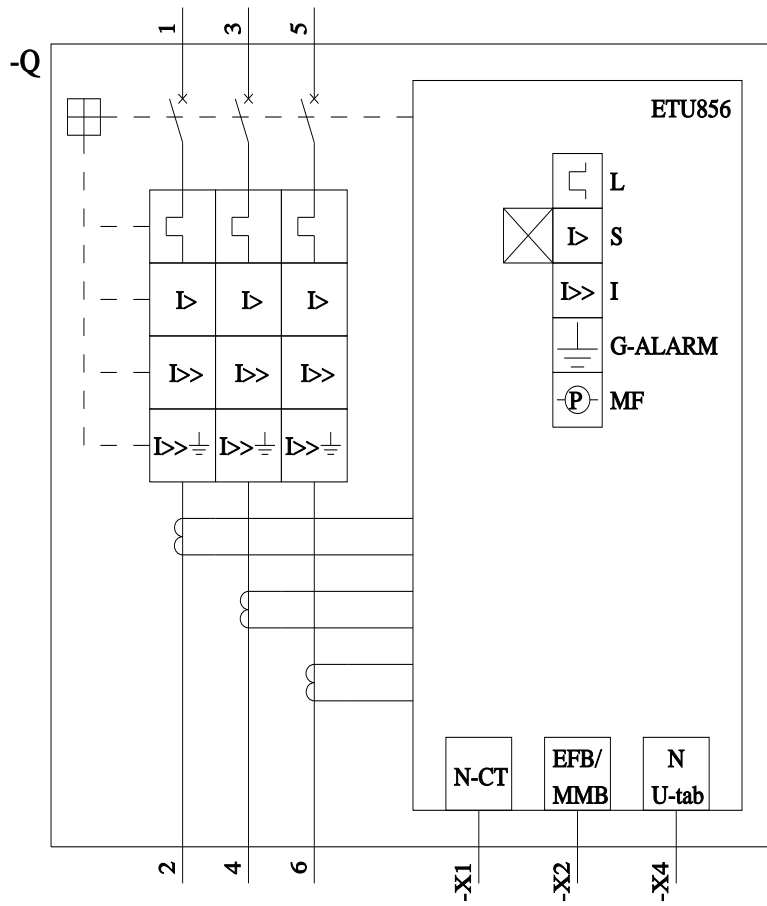 1 3 5
-Q
ETU856
L
I> S
I> I> I>
I>> I
G-ALARM
I>> I>> I>>
P MF
I>> I>> I>>
N-CT
EFB/
MMB
N
U-tab
2 4 6
-X1 -X2 -X4